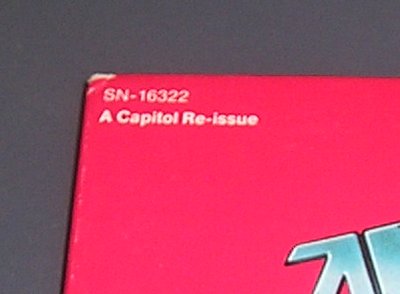 SN-16322
A Capitol Re-issue